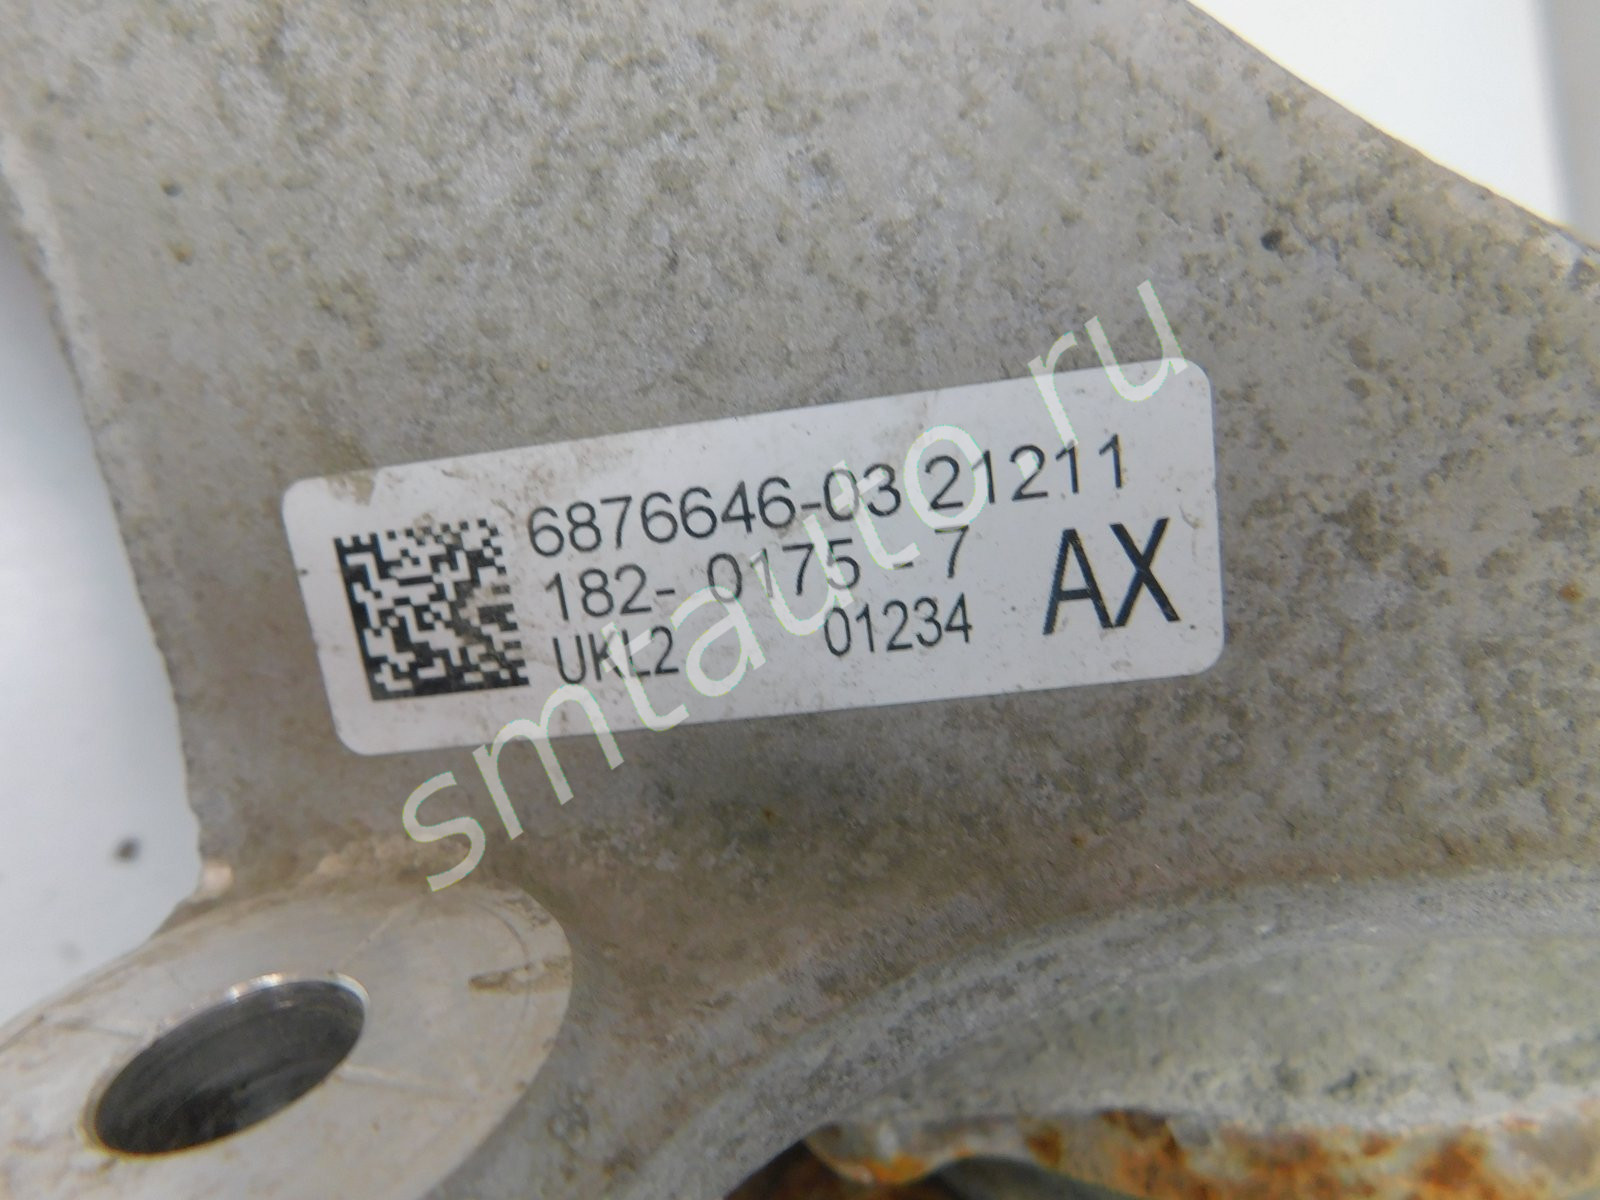 6876646-03 21211
182- 0175 - 7
UKL2 01234
AX
smtauto.ru